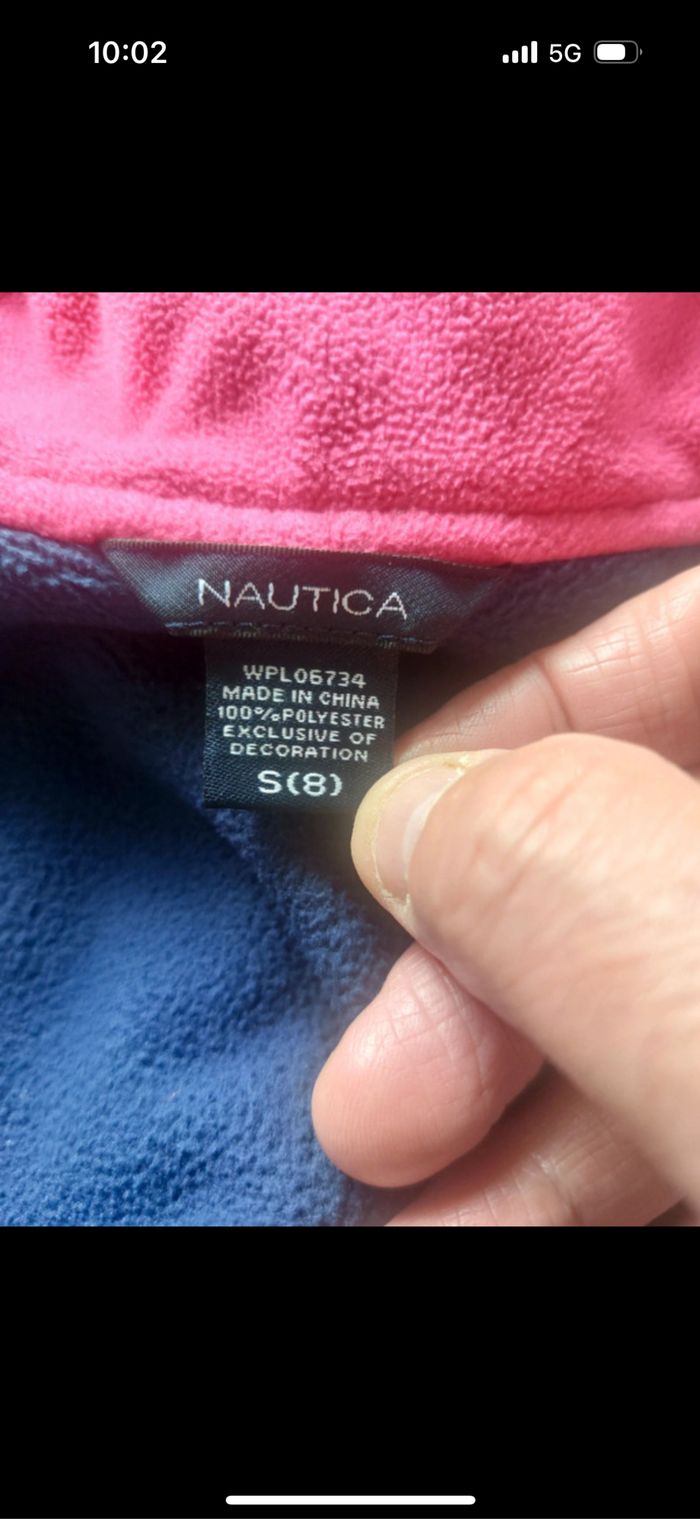 10:02
5G
NAUTICA
WPL06734
MADE IN CHINA
100%POLYESTER
EXCLUSIVE OF
DECORATION
S(8)